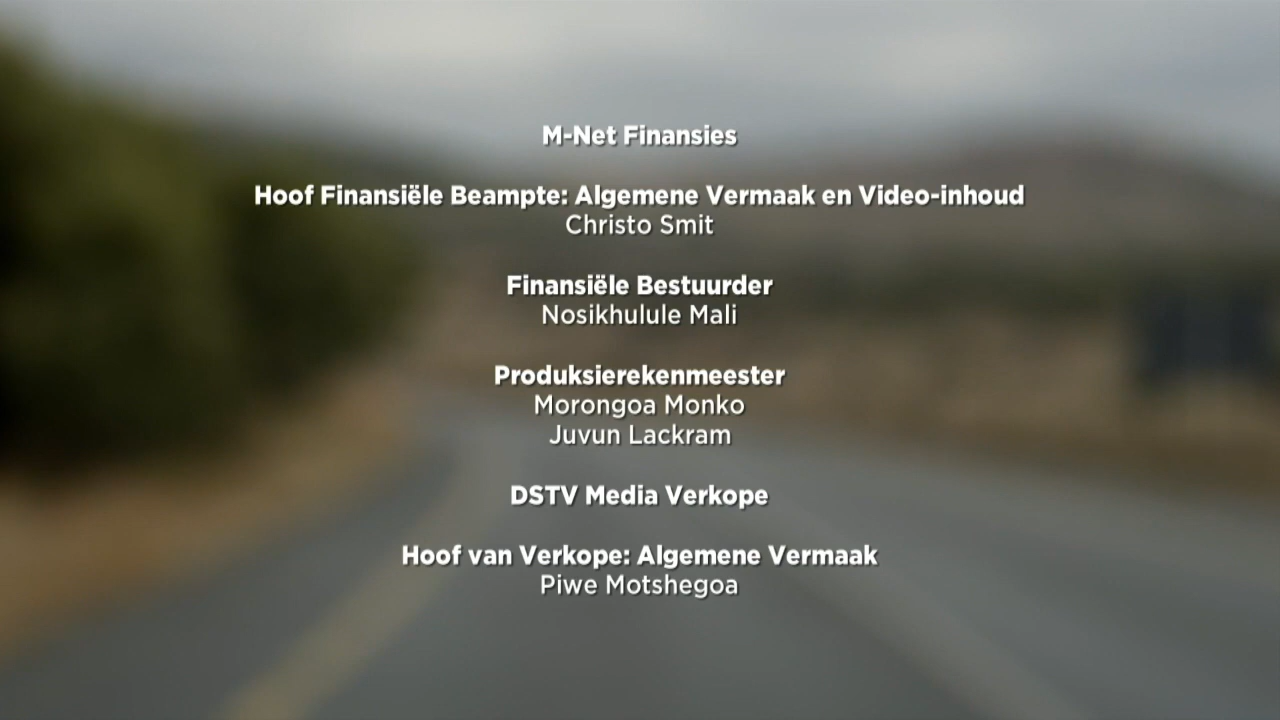 M-Net Finansies
Hoof Finansiële Beampte: Algemene Vermaak en Video-inhoud
Christo Smit
Finansiële Bestuurder
Nosikhulule Mali
Produksierekenmeester
Morongoa Monko
Juvun Lackram
DSTV Media Verkope
Hoof van Verkope: Algemene Vermaak
Piwe Motshegoa